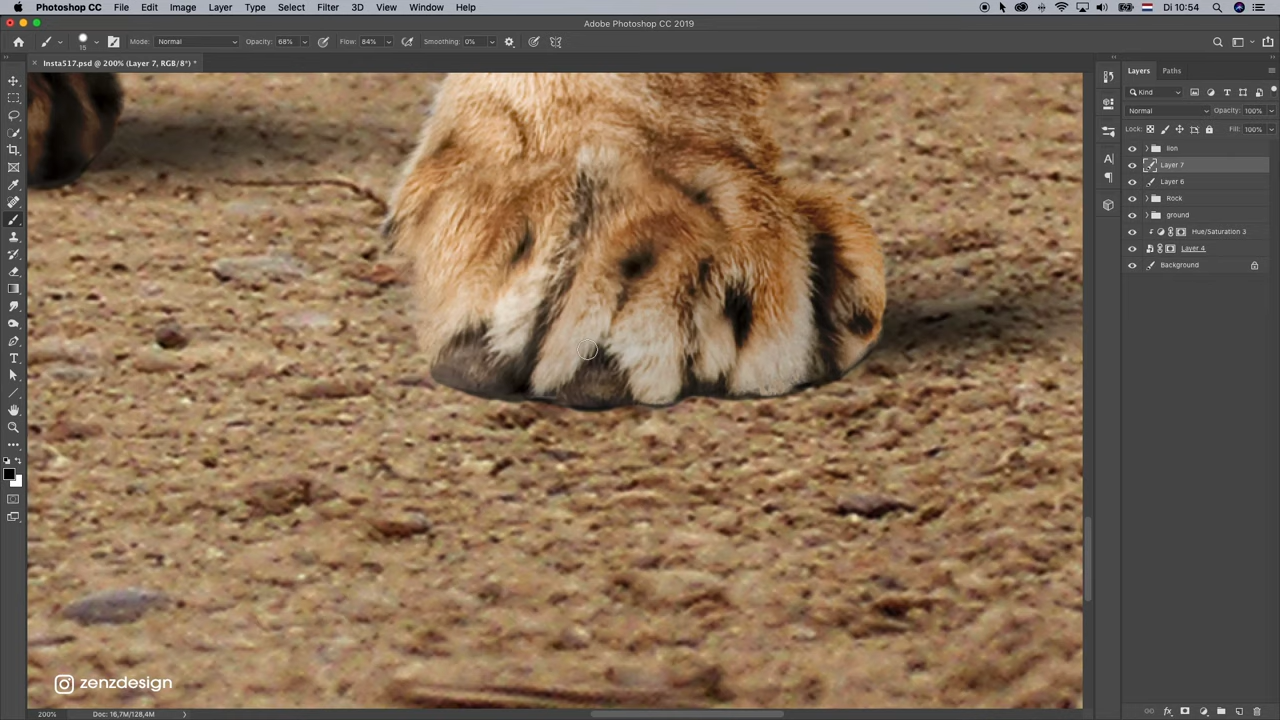 Photoshop CC File Edit Image Layer Type Select Filter 3D View Window Help Di 10:54
Adobe Photoshop CC 2019
15 Mode: Normal Opacity: 68% Flow: 84% Smoothing: 0%
Insta517.psd @ 200% (Layer 7, RGB/8*) *
Layers Paths
Kind
Normal Opacity: 100%
Lock: Fill: 100%
lion
Layer 7
Layer 6
Rock
ground
Hue/Saturation 3
Layer 4
Background
zenzdesign
200% Doc: 16,7M/128,4M